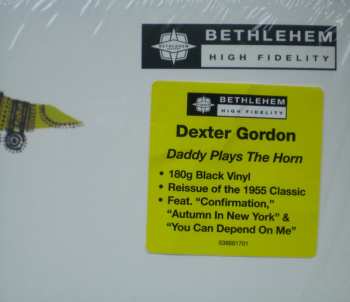 BETHLEHEM
HIGH FIDELITY
BETHLEHEM
HIGH FIDELITY
Dexter Gordon
Daddy Plays The Horn
• 180g Black Vinyl
• Reissue of the 1955 Classic
• Feat. “Confirmation,”
“Autumn In New York” &
“You Can Depend On Me”